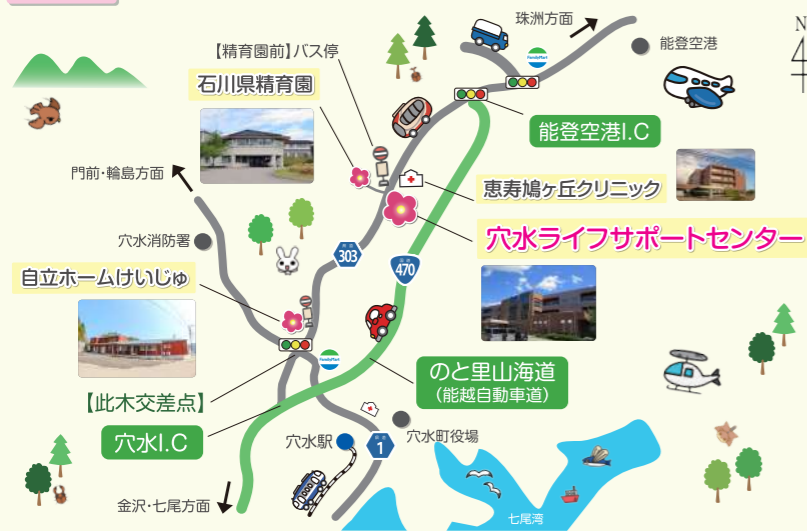 珠洲方面
N
能登空港
【精育園前】バス停
FamilyMart
石川県精育園
能登空港I.C
門前・輪島方面
恵寿鳩ヶ丘クリニック
穴水ライフサポートセンター
穴水消防署
303
470
自立ホームけいじゅ
FamilyMart
のと里山海道
(能越自動車道)
【此木交差点】
穴水I.C
穴水駅
1
穴水町役場
金沢・七尾方面
七尾湾